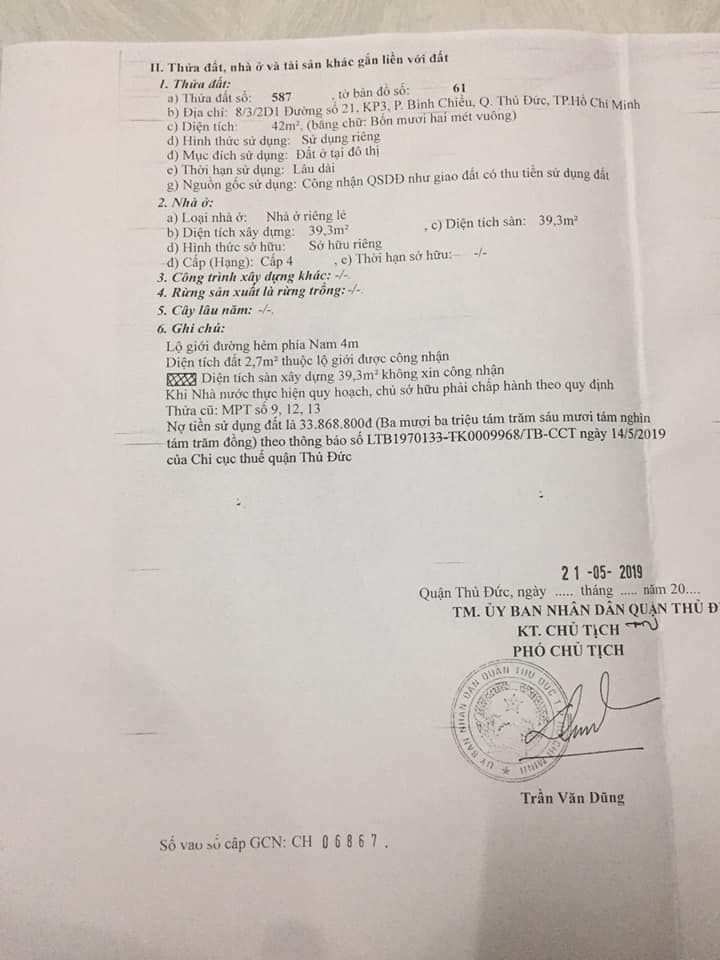 II. Thửa đất, nhà ở và tài sản khác gắn liền với đất
1. Thửa đất:
a) Thửa đất số: 587 , tờ bản đồ số: 61
b) Địa chỉ: 8/3/2D1 Đường số 21, KP3, P. Bình Chiểu, Q. Thủ Đức, TP.Hồ Chí Minh
c) Diện tích: 42m², (bằng chữ: Bốn mươi hai mét vuông)
d) Hình thức sử dụng: Sử dụng riêng
đ) Mục đích sử dụng: Đất ở tại đô thị
e) Thời hạn sử dụng: Lâu dài
g) Nguồn gốc sử dụng: Công nhận QSDĐ như giao đất có thu tiền sử dụng đất
2. Nhà ở:
a) Loại nhà ở: Nhà ở riêng lẻ
b) Diện tích xây dựng: 39,3m² , c) Diện tích sàn: 39,3m²
d) Hình thức sở hữu: Sở hữu riêng
đ) Cấp (Hạng): Cấp 4 , e) Thời hạn sở hữu: -/-
3. Công trình xây dựng khác: -/-.
4. Rừng sản xuất là rừng trồng: -/-.
5. Cây lâu năm: -/-.
6. Ghi chú:
Lộ giới đường hẻm phía Nam 4m
Diện tích đất 2,7m² thuộc lộ giới được công nhận
Diện tích sàn xây dựng 39,3m² không xin công nhận
Khi Nhà nước thực hiện quy hoạch, chủ sở hữu phải chấp hành theo quy định
Thửa cũ: MPT số 9, 12, 13
Nợ tiền sử dụng đất là 33.868.800đ (Ba mươi ba triệu tám trăm sáu mươi tám nghìn
tám trăm đồng) theo thông báo số LTB1970133-TK0009968/TB-CCT ngày 14/5/2019
của Chi cục thuế quận Thủ Đức
21 -05- 2019
Quận Thủ Đức, ngày ..... tháng ..... năm 20....
TM. ỦY BAN NHÂN DÂN QUẬN THỦ Đ
KT. CHỦ TỊCH
PHÓ CHỦ TỊCH
ỦY BAN NHÂN DÂN QUẬN THỦ ĐỨC
Trần Văn Dũng
Số vào sổ cấp GCN: CH 06867.